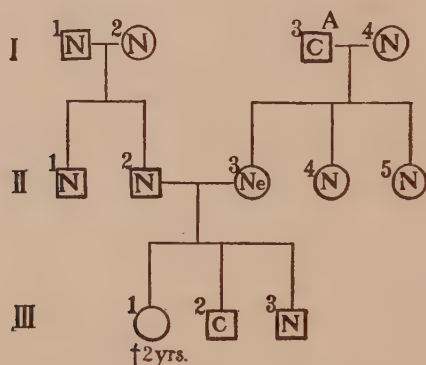 A
I 1 N 2 N 3 C 4 N
II 1 N 2 N 3 Ne 4 N 5 N
III 1 2 C 3 N
†2yrs.